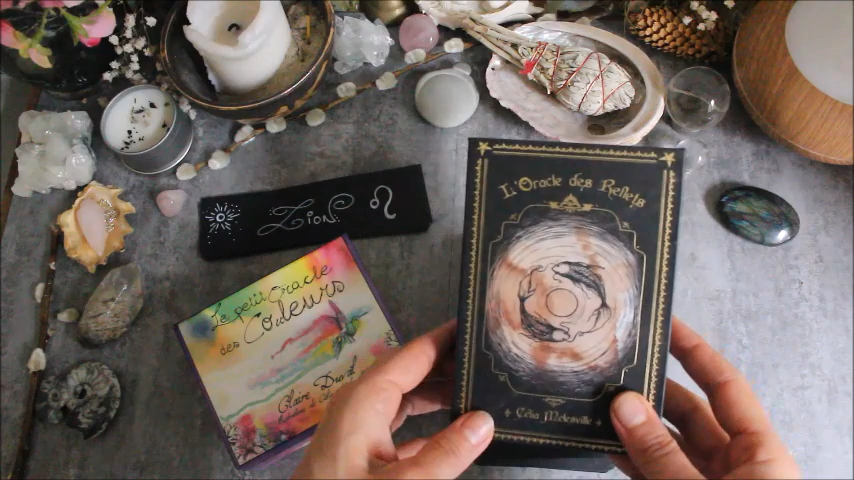 L'Oracle des Reflets
Lion
♌
Le petit Oracle
des Couleurs
Claire Duval
Célia Melesville